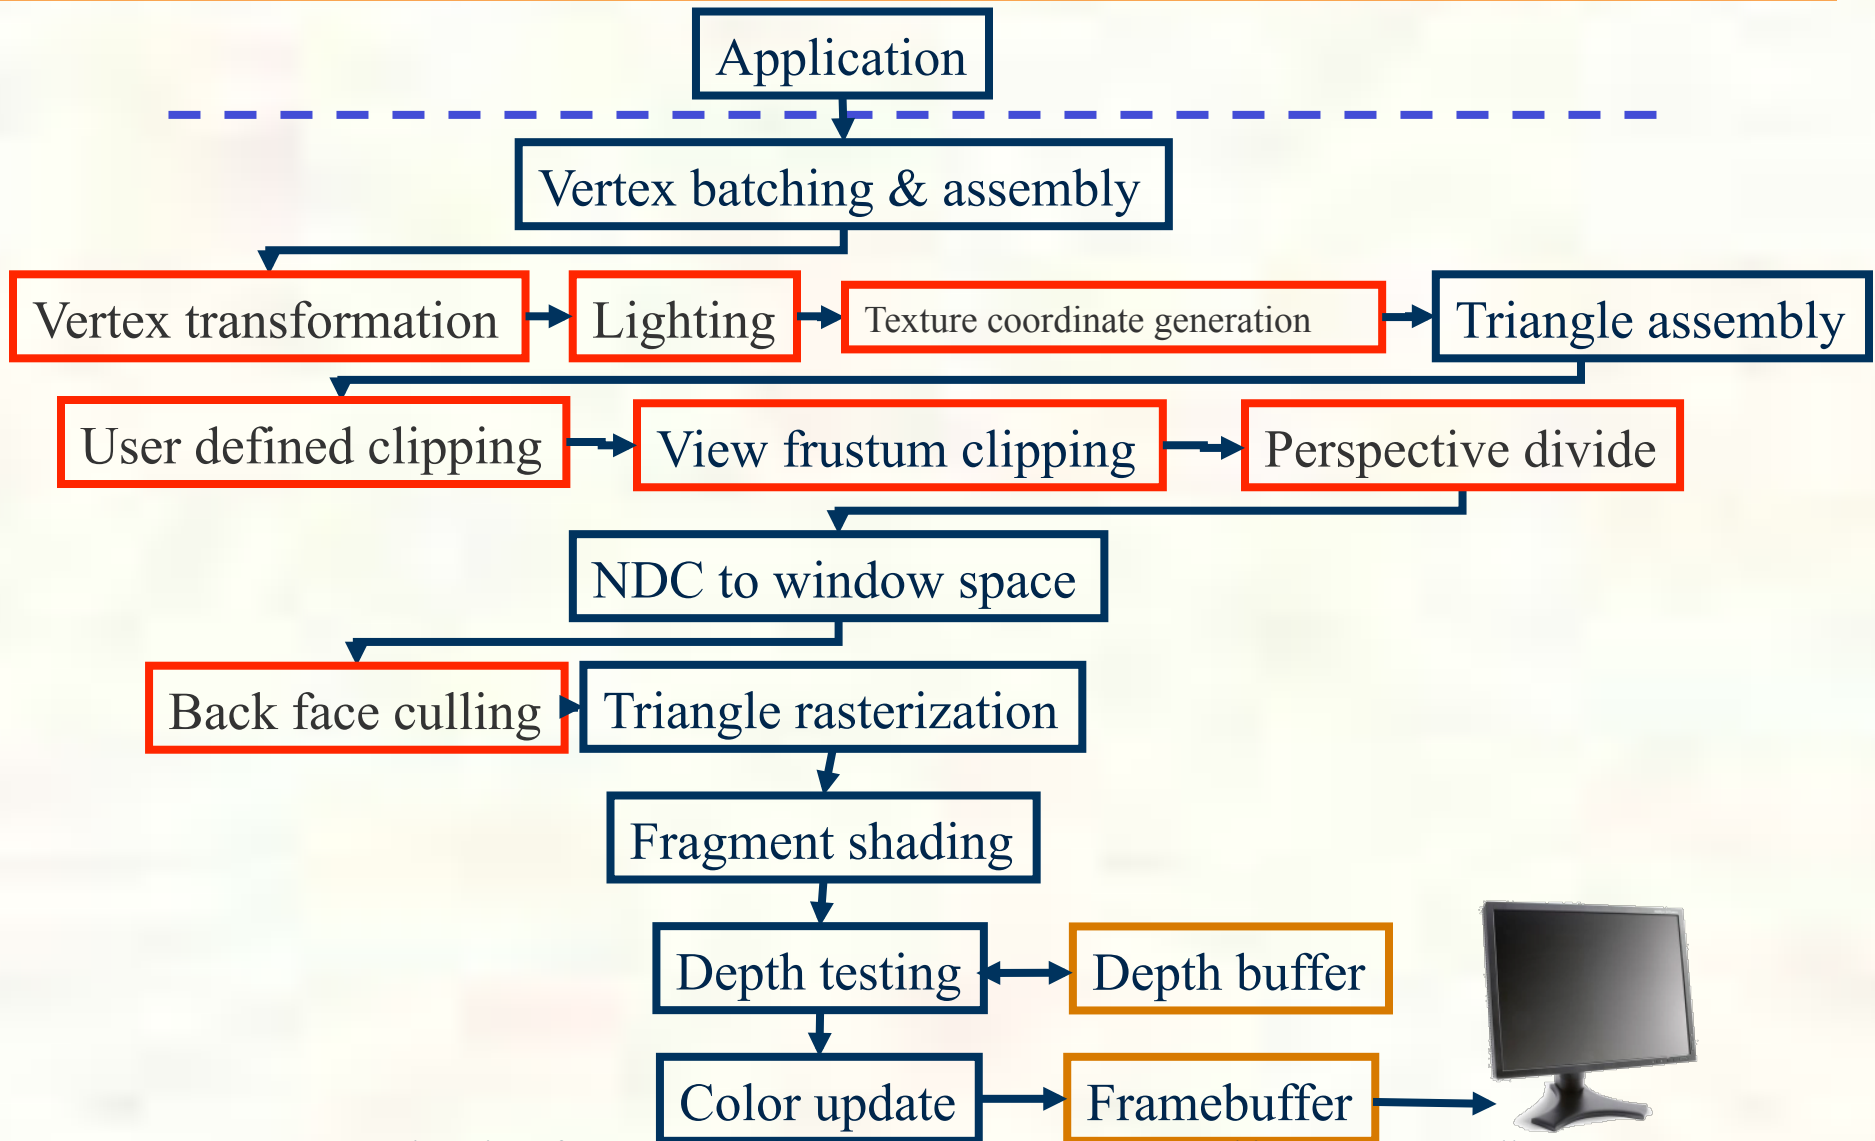 Application
Vertex batching & assembly
Vertex transformation
Lighting
Texture coordinate generation
Triangle assembly
User defined clipping
View frustum clipping
Perspective divide
NDC to window space
Back face culling
Triangle rasterization
Fragment shading
Depth testing
Depth buffer
Color update
Framebuffer